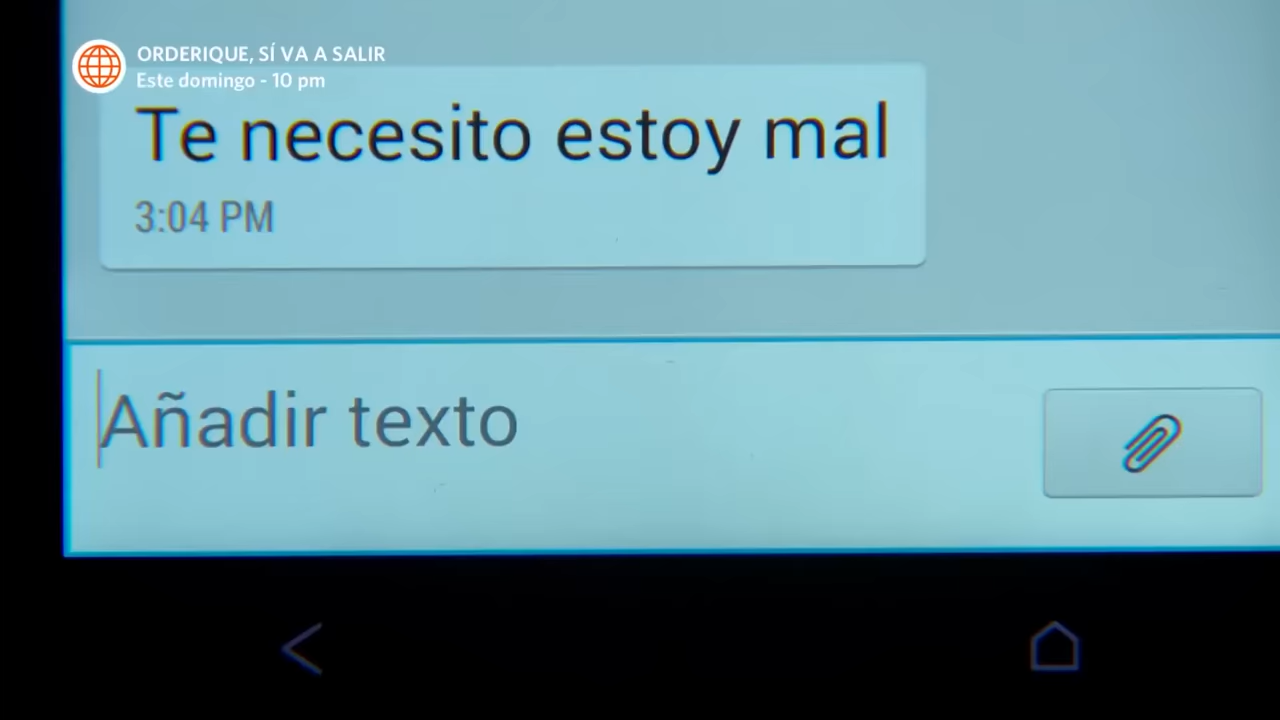 ORDERIQUE, SÍ VA A SALIR
Este domingo - 10 pm
Te necesito estoy mal
3:04 PM
Añadir texto